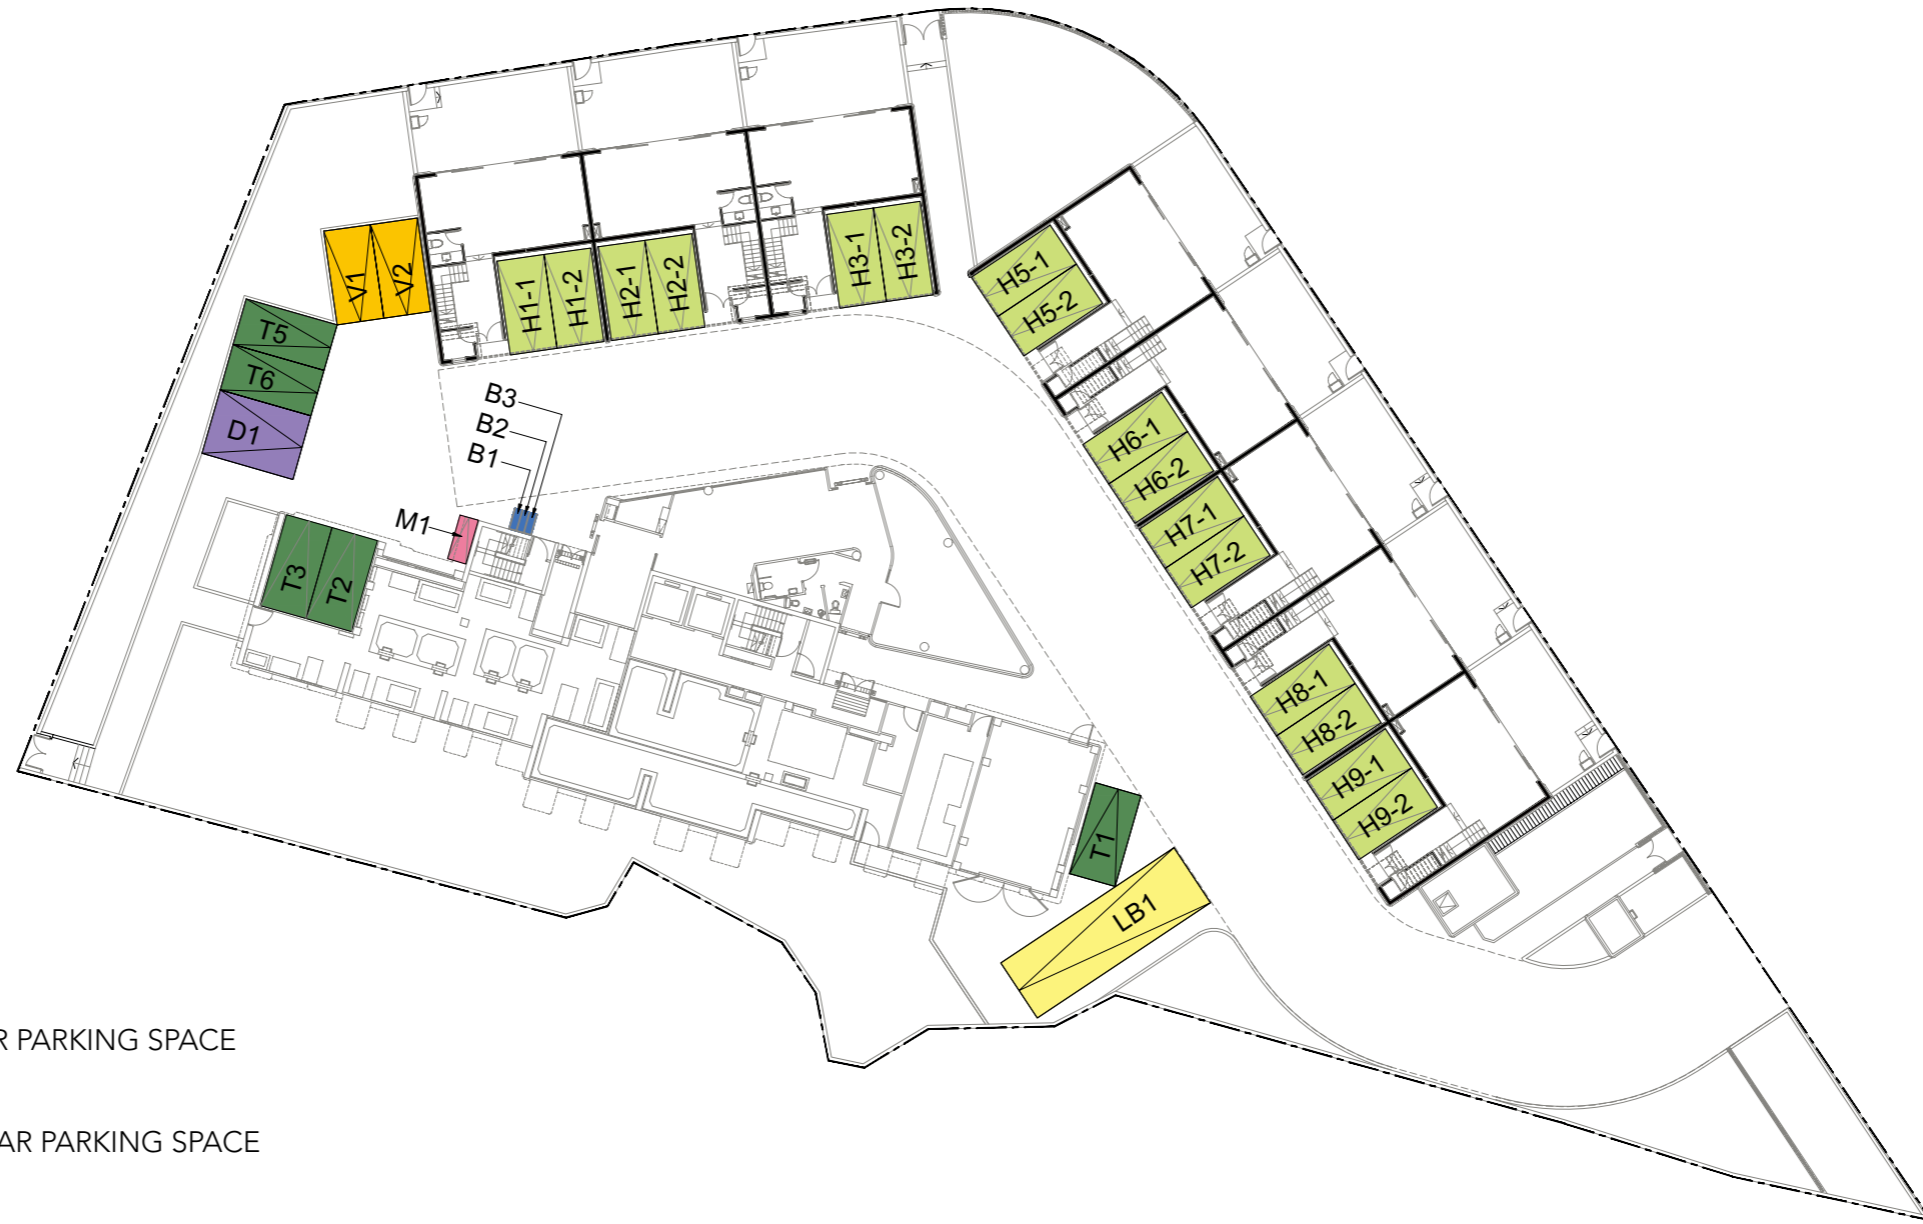 H3-1
H3-2
H5-1
H5-2
V1
V2
H1-1
H1-2
H2-1
H2-2
T5
T6
D1
B3
B2
B1
M1
H6-1
H6-2
H7-1
H7-2
T3
T2
H8-1
H8-2
H9-1
H9-2
T1
LB1
R PARKING SPACE
AR PARKING SPACE